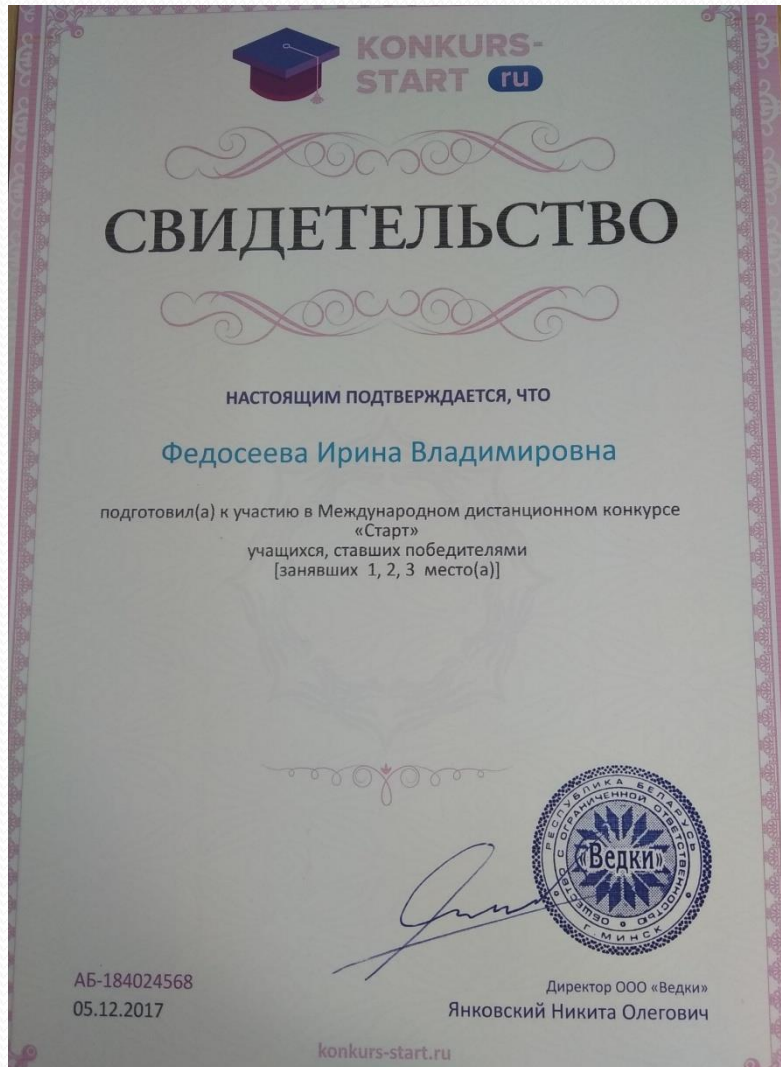 KONKURS-
START ru
СВИДЕТЕЛЬСТВО
НАСТОЯЩИМ ПОДТВЕРЖДАЕТСЯ, ЧТО
Федосеева Ирина Владимировна
подготовил(а) к участию в Международном дистанционном конкурсе
«Старт»
учащихся, ставших победителями
[занявших 1, 2, 3 место(а)]
РЕСПУБЛИКА БЕЛАРУСЬ
ОБЩЕСТВО С ОГРАНИЧЕННОЙ ОТВЕТСТВЕННОСТЬЮ
«Ведки»
Г. МИНСК
АБ-184024568
05.12.2017
Директор ООО «Ведки»
Янковский Никита Олегович
konkurs-start.ru